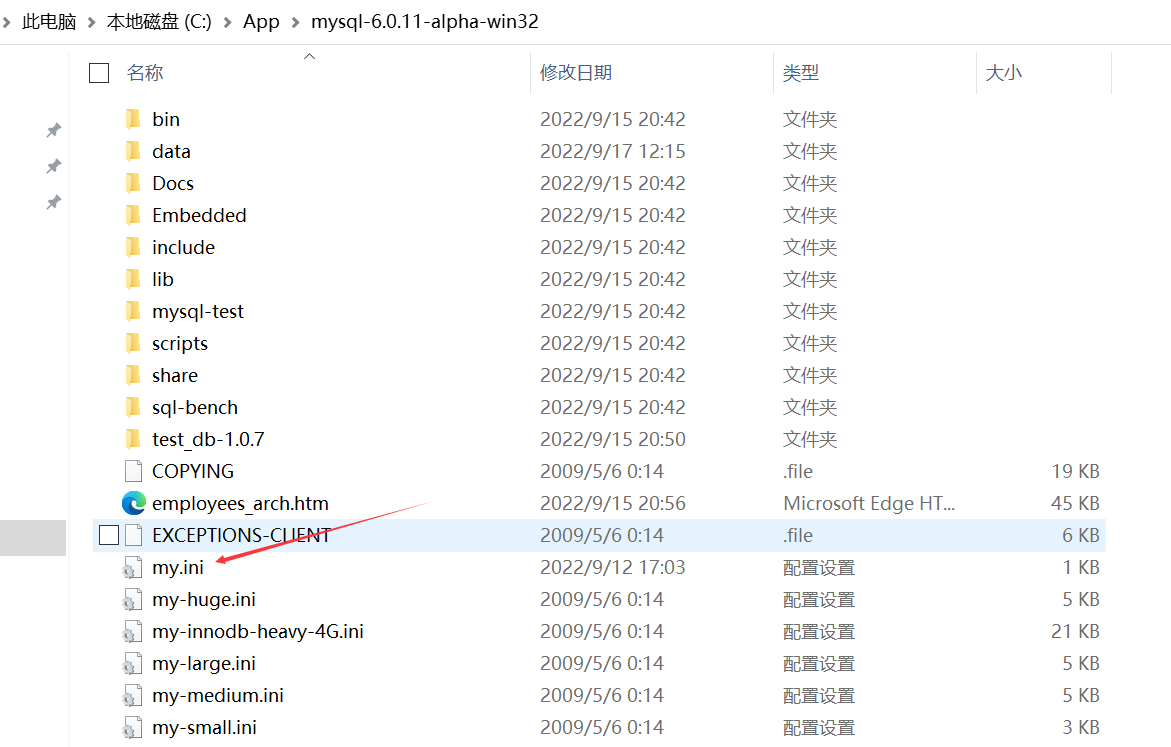 此电脑 本地磁盘 (C:) App mysql-6.0.11-alpha-win32
名称 修改日期 类型 大小
bin 2022/9/15 20:42 文件夹
data 2022/9/17 12:15 文件夹
Docs 2022/9/15 20:42 文件夹
Embedded 2022/9/15 20:42 文件夹
include 2022/9/15 20:42 文件夹
lib 2022/9/15 20:42 文件夹
mysql-test 2022/9/15 20:42 文件夹
scripts 2022/9/15 20:42 文件夹
share 2022/9/15 20:42 文件夹
sql-bench 2022/9/15 20:42 文件夹
test_db-1.0.7 2022/9/15 20:50 文件夹
COPYING 2009/5/6 0:14 .file 19 KB
employees_arch.htm 2022/9/15 20:56 Microsoft Edge HT... 45 KB
EXCEPTIONS-CLIENT 2009/5/6 0:14 .file 6 KB
my.ini 2022/9/12 17:03 配置设置 1 KB
my-huge.ini 2009/5/6 0:14 配置设置 5 KB
my-innodb-heavy-4G.ini 2009/5/6 0:14 配置设置 21 KB
my-large.ini 2009/5/6 0:14 配置设置 5 KB
my-medium.ini 2009/5/6 0:14 配置设置 5 KB
my-small.ini 2009/5/6 0:14 配置设置 3 KB